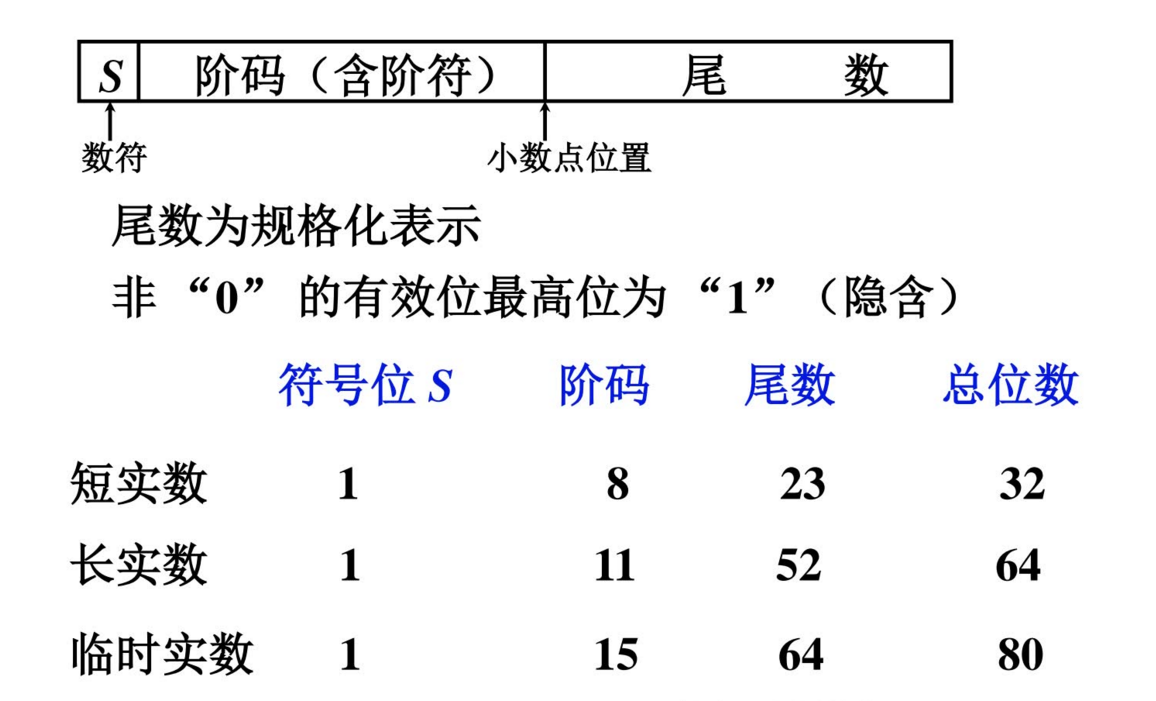 S 阶码（含阶符） 尾 数
数符 小数点位置
尾数为规格化表示
非“0” 的有效位最高位为“1”（隐含）
符号位 S 阶码 尾数 总位数
短实数 1 8 23 32
长实数 1 11 52 64
临时实数 1 15 64 80